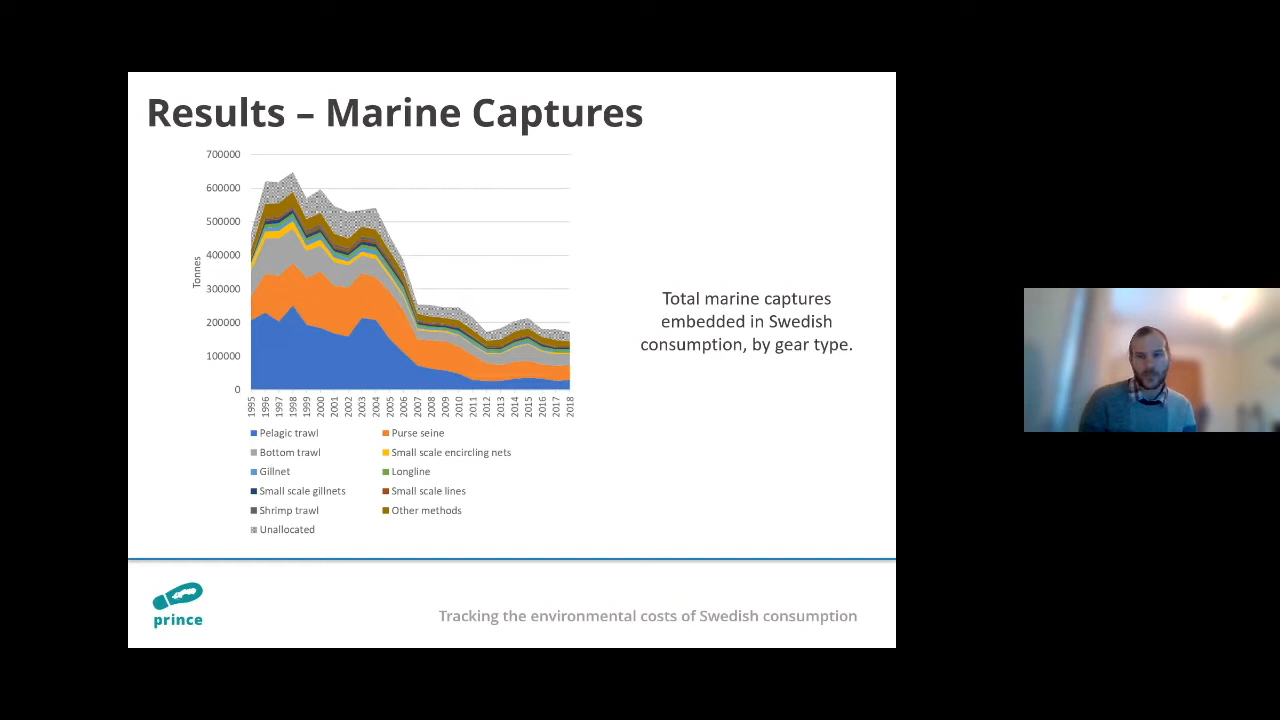 Results – Marine Captures
700000
600000
500000
400000
300000
200000
100000
0
Tonnes
1995 1996 1997 1998 1999 2000 2001 2002 2003 2004 2005 2006 2007 2008 2009 2010 2011 2012 2013 2014 2015 2016 2017 2018
Pelagic trawl Purse seine
Bottom trawl Small scale encircling nets
Gillnet Longline
Small scale gillnets Small scale lines
Shrimp trawl Other methods
Unallocated
Total marine captures
embedded in Swedish
consumption, by gear type.
prince
Tracking the environmental costs of Swedish consumption